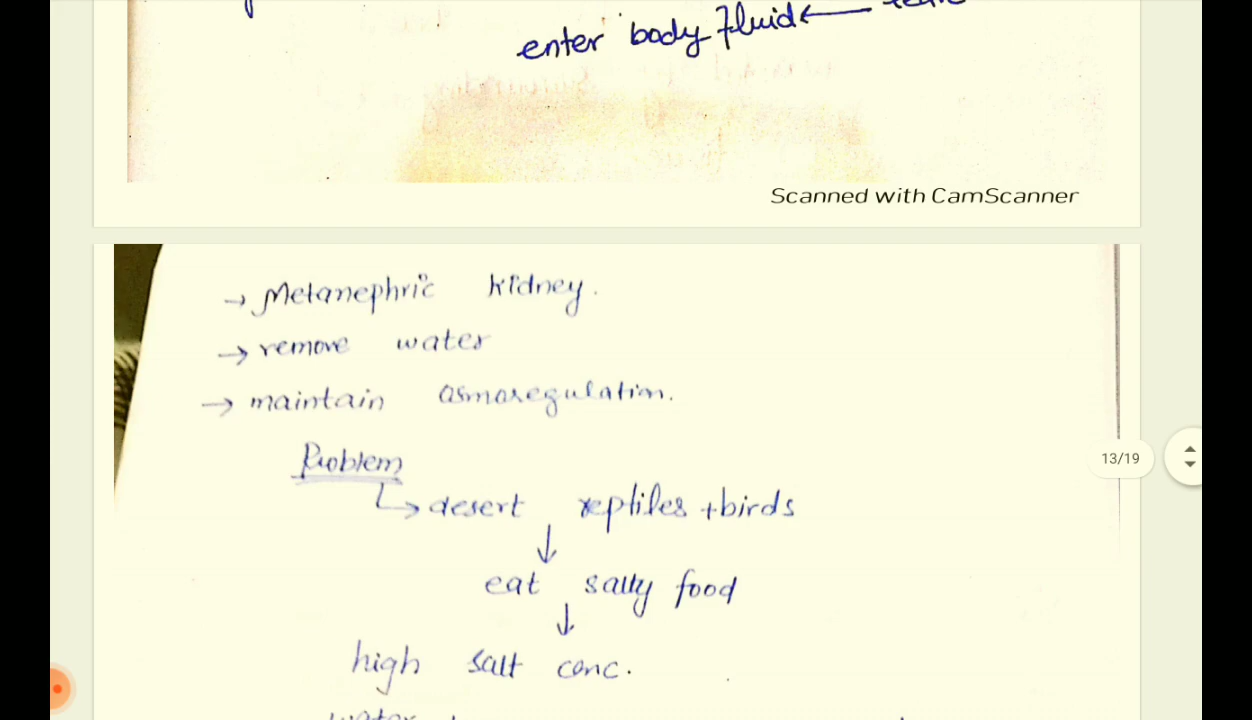 enter body fluid ←
Scanned with CamScanner
→ Metanephric kidney.
→ remove water
→ maintain osmoregulation.
Problem
↳ desert reptiles + birds
↓
eat salty food
↓
high salt conc.
13/19